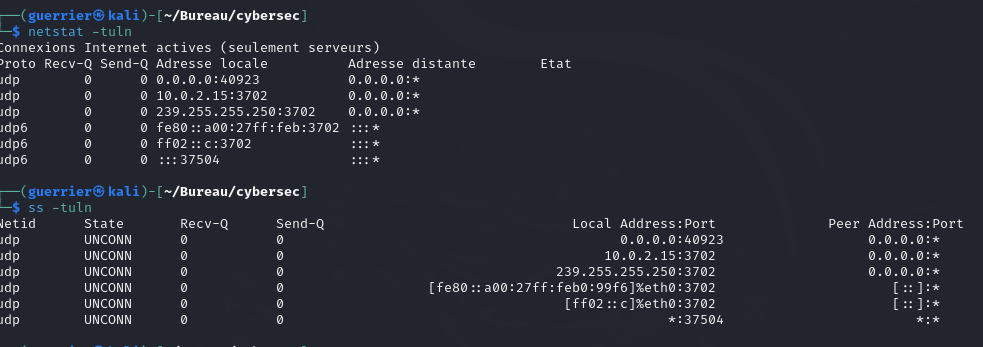 ──(guerrier㉿kali)-[~/Bureau/cybersec]
─$ netstat -tuln
Connexions Internet actives (seulement serveurs)
Proto Recv-Q Send-Q Adresse locale          Adresse distante        Etat
udp        0      0 0.0.0.0:40923           0.0.0.0:*
udp        0      0 10.0.2.15:3702          0.0.0.0:*
udp        0      0 239.255.255.250:3702    0.0.0.0:*
udp6       0      0 fe80::a00:27ff:feb:3702 :::*
udp6       0      0 ff02::c:3702            :::*
udp6       0      0 :::37504                :::*
──(guerrier㉿kali)-[~/Bureau/cybersec]
─$ ss -tuln
Netid      State      Recv-Q      Send-Q      Local Address:Port      Peer Address:Port
udp        UNCONN     0           0           0.0.0.0:40923           0.0.0.0:*
udp        UNCONN     0           0           10.0.2.15:3702          0.0.0.0:*
udp        UNCONN     0           0           239.255.255.250:3702    0.0.0.0:*
udp        UNCONN     0           0           [fe80::a00:27ff:feb0:99f6]%eth0:3702    [::]:*
udp        UNCONN     0           0           [ff02::c]%eth0:3702     [::]:*
udp        UNCONN     0           0           *:37504                 *:*